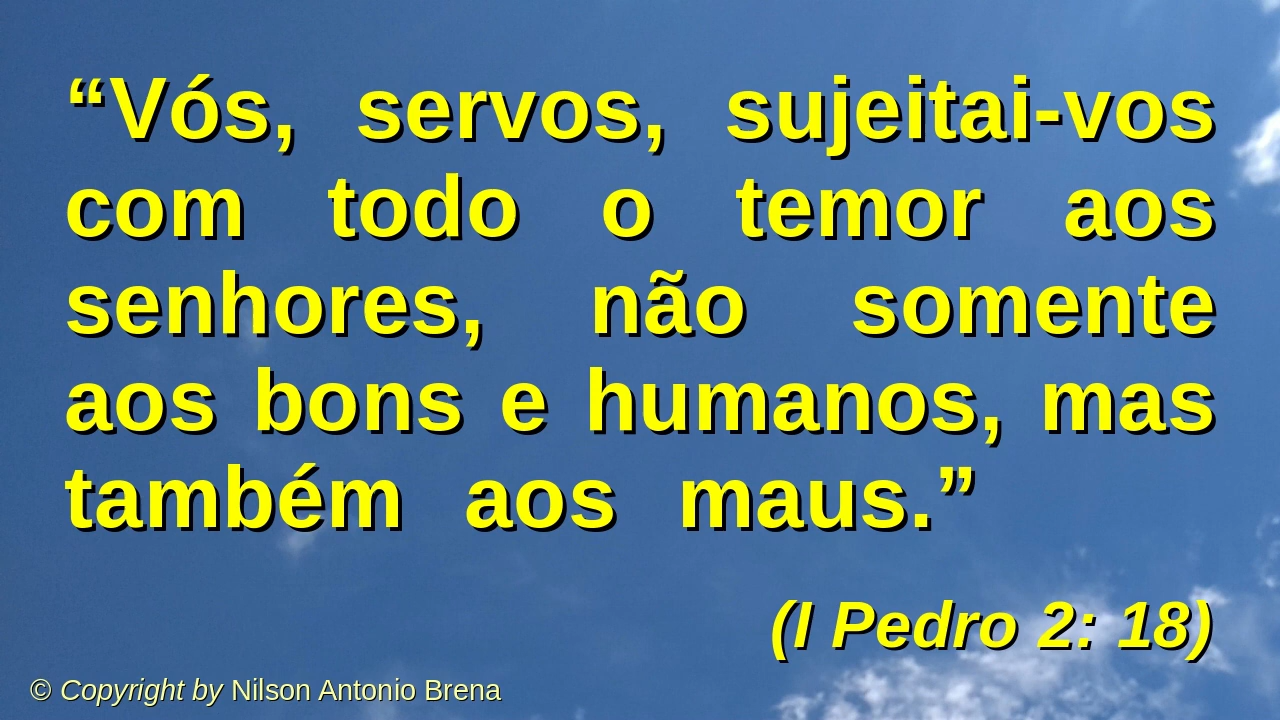 “Vós, servos, sujeitai-vos
com todo o temor aos
senhores, não somente
aos bons e humanos, mas
também aos maus.”
(I Pedro 2: 18)
© Copyright by Nilson Antonio Brena